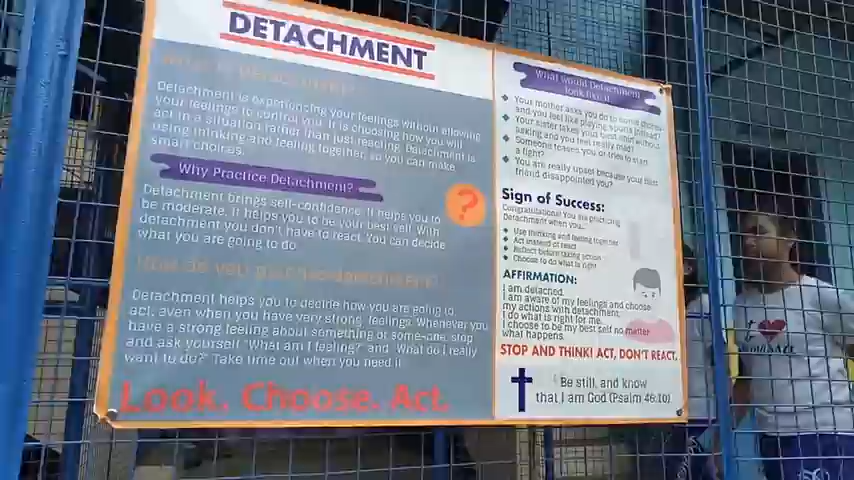 DETACHMENT
What is Detachment?
Detachment is experiencing your feelings without allowing
your feelings to control you. It is choosing how you will
act in a situation rather than just reacting. Detachment is
using thinking and feeling together, so you can make
smart choices.
Why Practice Detachment?
Detachment brings self-confidence. It helps you to
be moderate. It helps you to be your best self. With
detachment you don't have to react. You can decide
what you are going to do.
?
How do you practice detachment?
Detachment helps you to decide how you are going to
act, even when you have very strong feelings. Whenever you
have a strong feeling about something or some-one, stop
and ask yourself "What am I feeling?" and "What do I really
want to do?" Take time out when you need it.
Look. Choose. Act.
What would Detachment
look like if...
Your mother asks you do to some chores
and you feel like playing sports instead?
Your sister takes your best shirt without
asking and you feel really mad?
Someone teases you or tries to start
a fight?
You are really upset because your best
friend disappointed you?
Sign of Success:
Congratulations! You are practicing
Detachment when you...
Use thinking and feeling together
Act instead of react
Reflect before taking action
Choose to do what is right
AFFIRMATION:
I am detached.
I am aware of my feelings and choose
my actions with detachment.
I do what is right for me.
I choose to be my best self no matter
what happens.
STOP AND THINK! ACT, DON'T REACT.
Be still, and know
that I am God (Psalm 46:10)
I